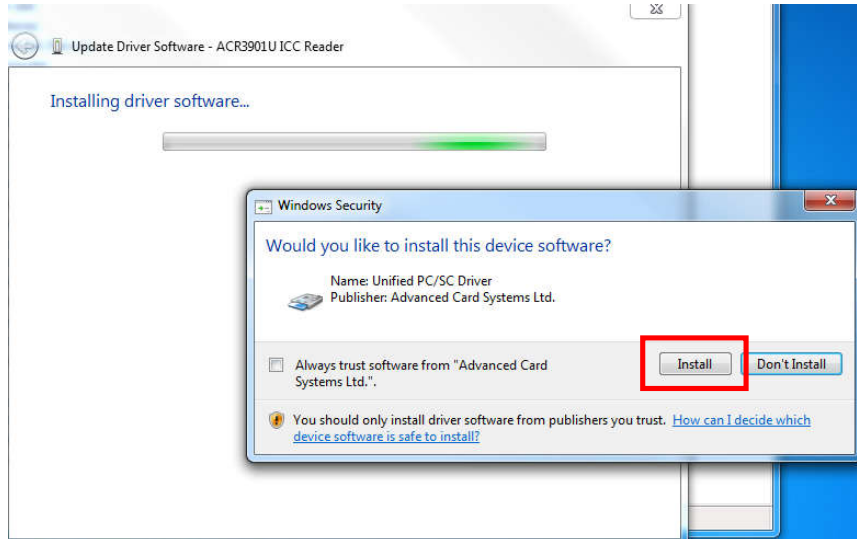 Update Driver Software - ACR3901U ICC Reader
Installing driver software...
Windows Security
Would you like to install this device software?
Name: Unified PC/SC Driver
Publisher: Advanced Card Systems Ltd.
Always trust software from "Advanced Card
Systems Ltd.".
Install
Don't Install
You should only install driver software from publishers you trust. How can I decide which
device software is safe to install?